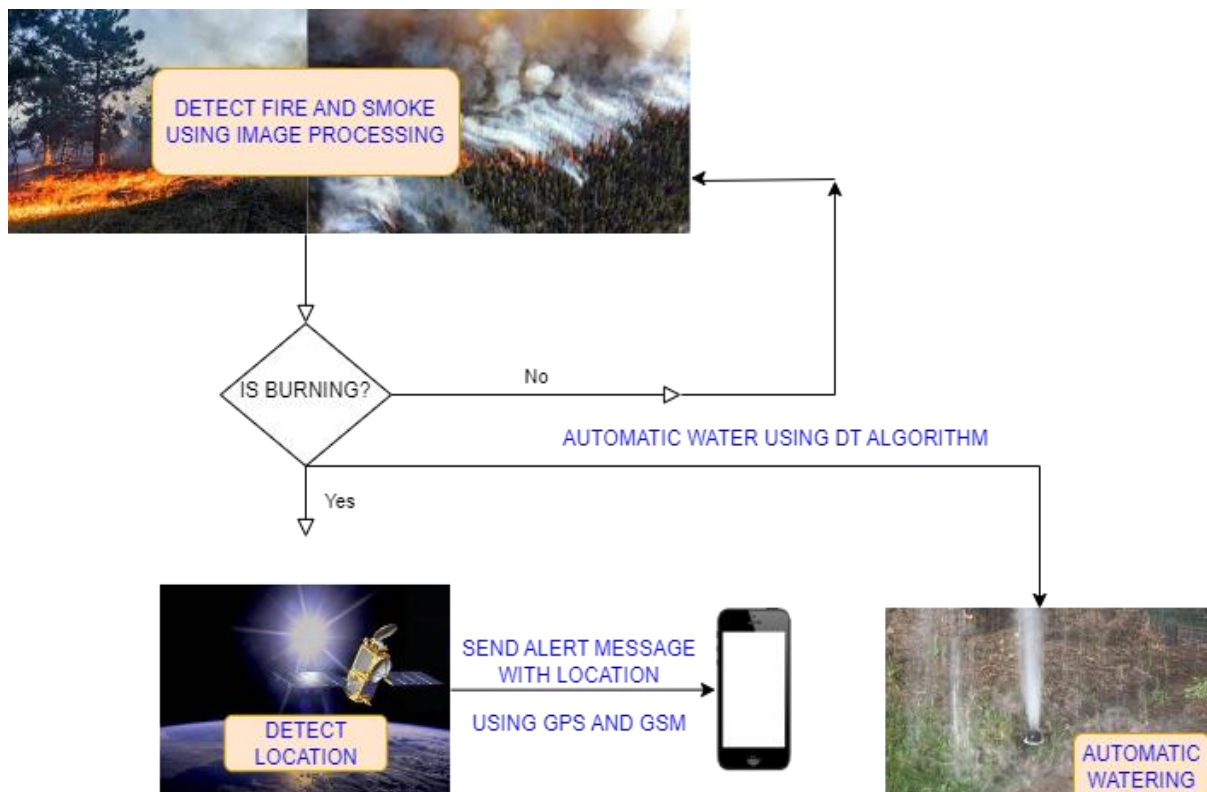 DETECT FIRE AND SMOKE
USING IMAGE PROCESSING
IS BURNING?
No
AUTOMATIC WATER USING DT ALGORITHM
Yes
SEND ALERT MESSAGE
WITH LOCATION
USING GPS AND GSM
DETECT
LOCATION
AUTOMATIC
WATERING